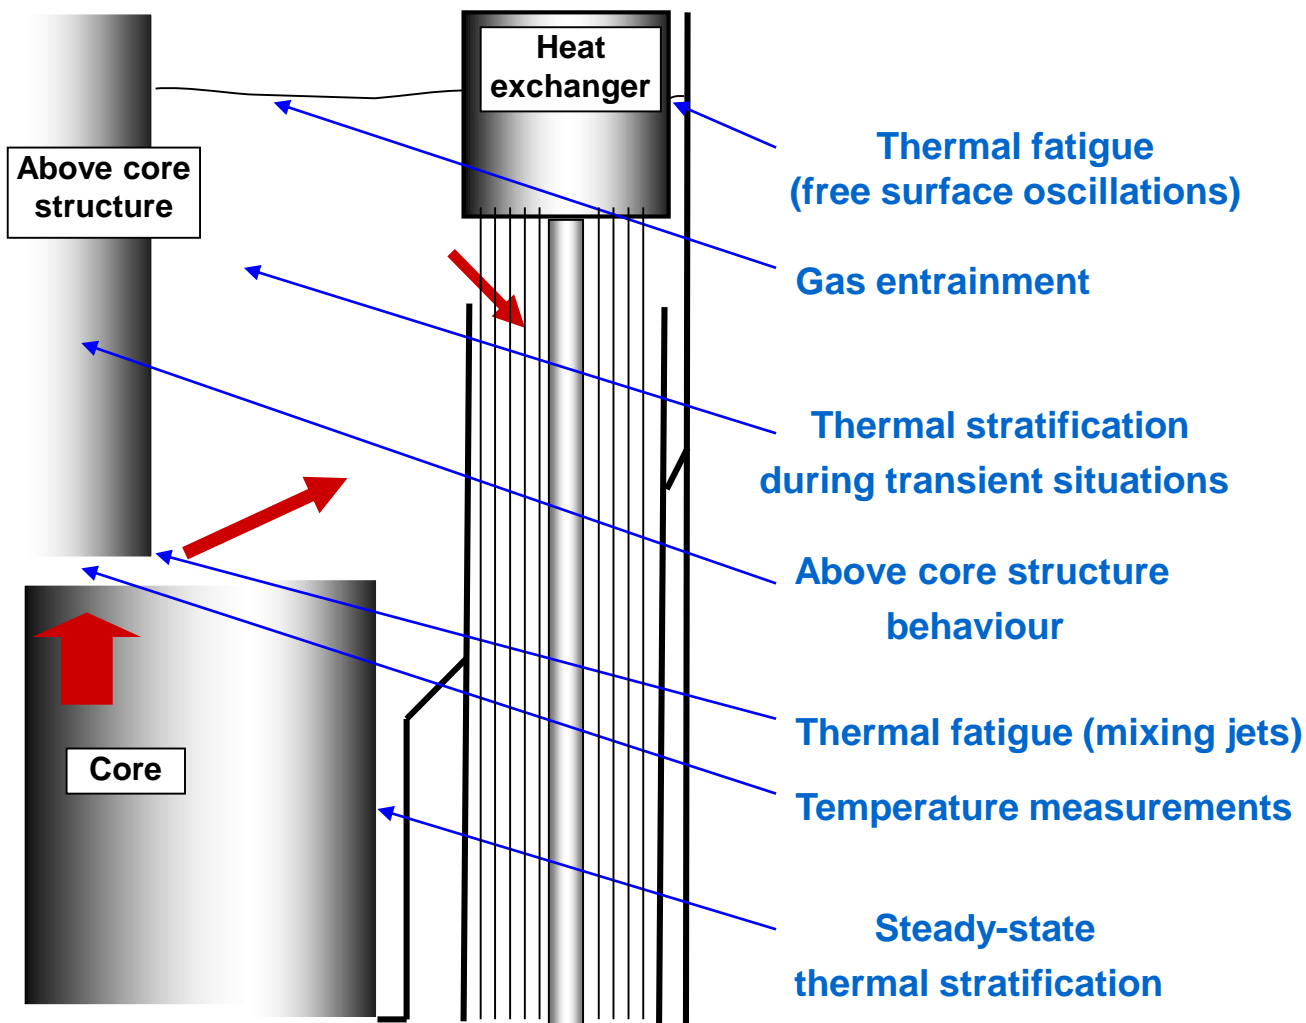 Heat
exchanger
Above core
structure
Core
Thermal fatigue
(free surface oscillations)
Gas entrainment
Thermal stratification
during transient situations
Above core structure
behaviour
Thermal fatigue (mixing jets)
Temperature measurements
Steady-state
thermal stratification